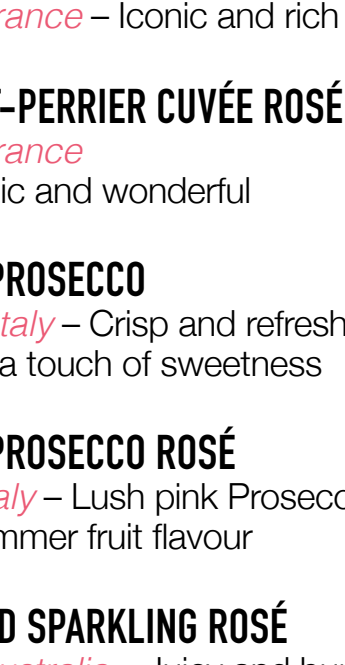 rance – Iconic and rich
-PERRIER CUVÉE ROSÉ
rance
ic and wonderful
PROSECCO
taly – Crisp and refresh
a touch of sweetness
PROSECCO ROSÉ
aly – Lush pink Prosecc
mmer fruit flavour
D SPARKLING ROSÉ